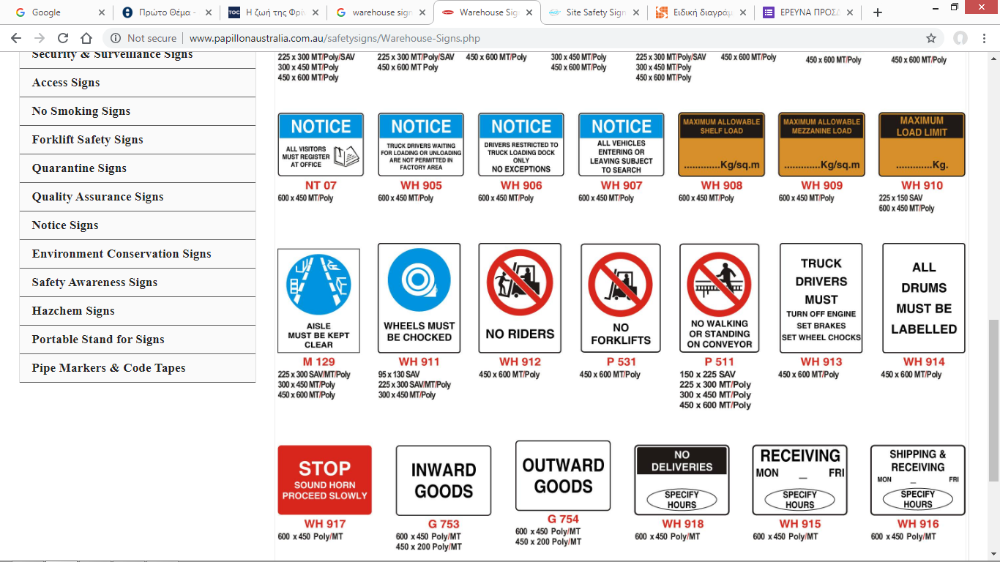 Google
Πρώτο Θέμα -
TOC
Η ζωή της Φρί
warehouse sign
Warehouse Sig
Site Safety Sign
Ειδική διαγράμ
ΕΡΕΥΝΑ ΠΡΟΣΔ
Not secure
www.papillonaustralia.com.au/safetysigns/Warehouse-Signs.php
Security & Surveillance Signs
Access Signs
No Smoking Signs
Forklift Safety Signs
Quarantine Signs
Quality Assurance Signs
Notice Signs
Environment Conservation Signs
Safety Awareness Signs
Hazchem Signs
Portable Stand for Signs
Pipe Markers & Code Tapes
225 x 300 MT/Poly/SAV
300 x 450 MT/Poly
450 x 600 MT/Poly
225 x 300 MT/Poly/SAV
450 x 600 MT Poly
450 x 600 MT/Poly
300 x 450 MT/Poly
450 x 600 MT/Poly
225 x 300 MT/Poly/SAV
300 x 450 MT/Poly
450 x 600 MT/Poly
450 x 600 MT/Poly
450 x 600 MT/Poly
450 x 600 MT/Poly
NOTICE
ALL VISITORS
MUST REGISTER
AT OFFICE
NT 07
600 x 450 MT/Poly
NOTICE
TRUCK DRIVERS WAITING
FOR LOADING OR UNLOADING
ARE NOT PERMITTED IN
FACTORY AREA
WH 905
600 x 450 MT/Poly
NOTICE
DRIVERS RESTRICTED TO
TRUCK LOADING DOCK
ONLY
NO EXCEPTIONS
WH 906
600 x 450 MT/Poly
NOTICE
ALL VEHICLES
ENTERING OR
LEAVING SUBJECT
TO SEARCH
WH 907
600 x 450 MT/Poly
MAXIMUM ALLOWABLE
SHELF LOAD
.............Kg/sq.m
WH 908
600 x 450 MT/Poly
MAXIMUM ALLOWABLE
MEZZANINE LOAD
.............Kg/sq.m
WH 909
600 x 450 MT/Poly
MAXIMUM
LOAD LIMIT
.............Kg.
WH 910
225 x 150 SAV
600 x 450 MT/Poly
AISLE
MUST BE KEPT
CLEAR
M 129
225 x 300 SAV/MT/Poly
300 x 450 MT/Poly
450 x 600 MT/Poly
WHEELS MUST
BE CHOCKED
WH 911
95 x 130 SAV
225 x 300 SAV/MT/Poly
300 x 450 MT/Poly
NO RIDERS
WH 912
450 x 600 MT/Poly
NO
FORKLIFTS
P 531
450 x 600 MT/Poly
NO WALKING
OR STANDING
ON CONVEYOR
P 511
150 x 225 SAV
225 x 300 MT/Poly
300 x 450 MT/Poly
450 x 600 MT/Poly
TRUCK
DRIVERS
MUST
TURN OFF ENGINE
SET BRAKES
SET WHEEL CHOCKS
WH 913
450 x 600 MT/Poly
ALL
DRUMS
MUST BE
LABELLED
WH 914
450 x 600 MT/Poly
STOP
SOUND HORN
PROCEED SLOWLY
WH 917
600 x 450 Poly/MT
INWARD
GOODS
G 753
600 x 450 Poly/MT
450 x 200 Poly/MT
OUTWARD
GOODS
G 754
600 x 450 Poly/MT
450 x 200 Poly/MT
NO
DELIVERIES
SPECIFY
HOURS
WH 918
600 x 450 Poly/MT
RECEIVING
MON _ FRI
SPECIFY
HOURS
WH 915
600 x 450 Poly/MT
SHIPPING &
RECEIVING
MON _ FRI
SPECIFY
HOURS
WH 916
600 x 450 Poly/MT